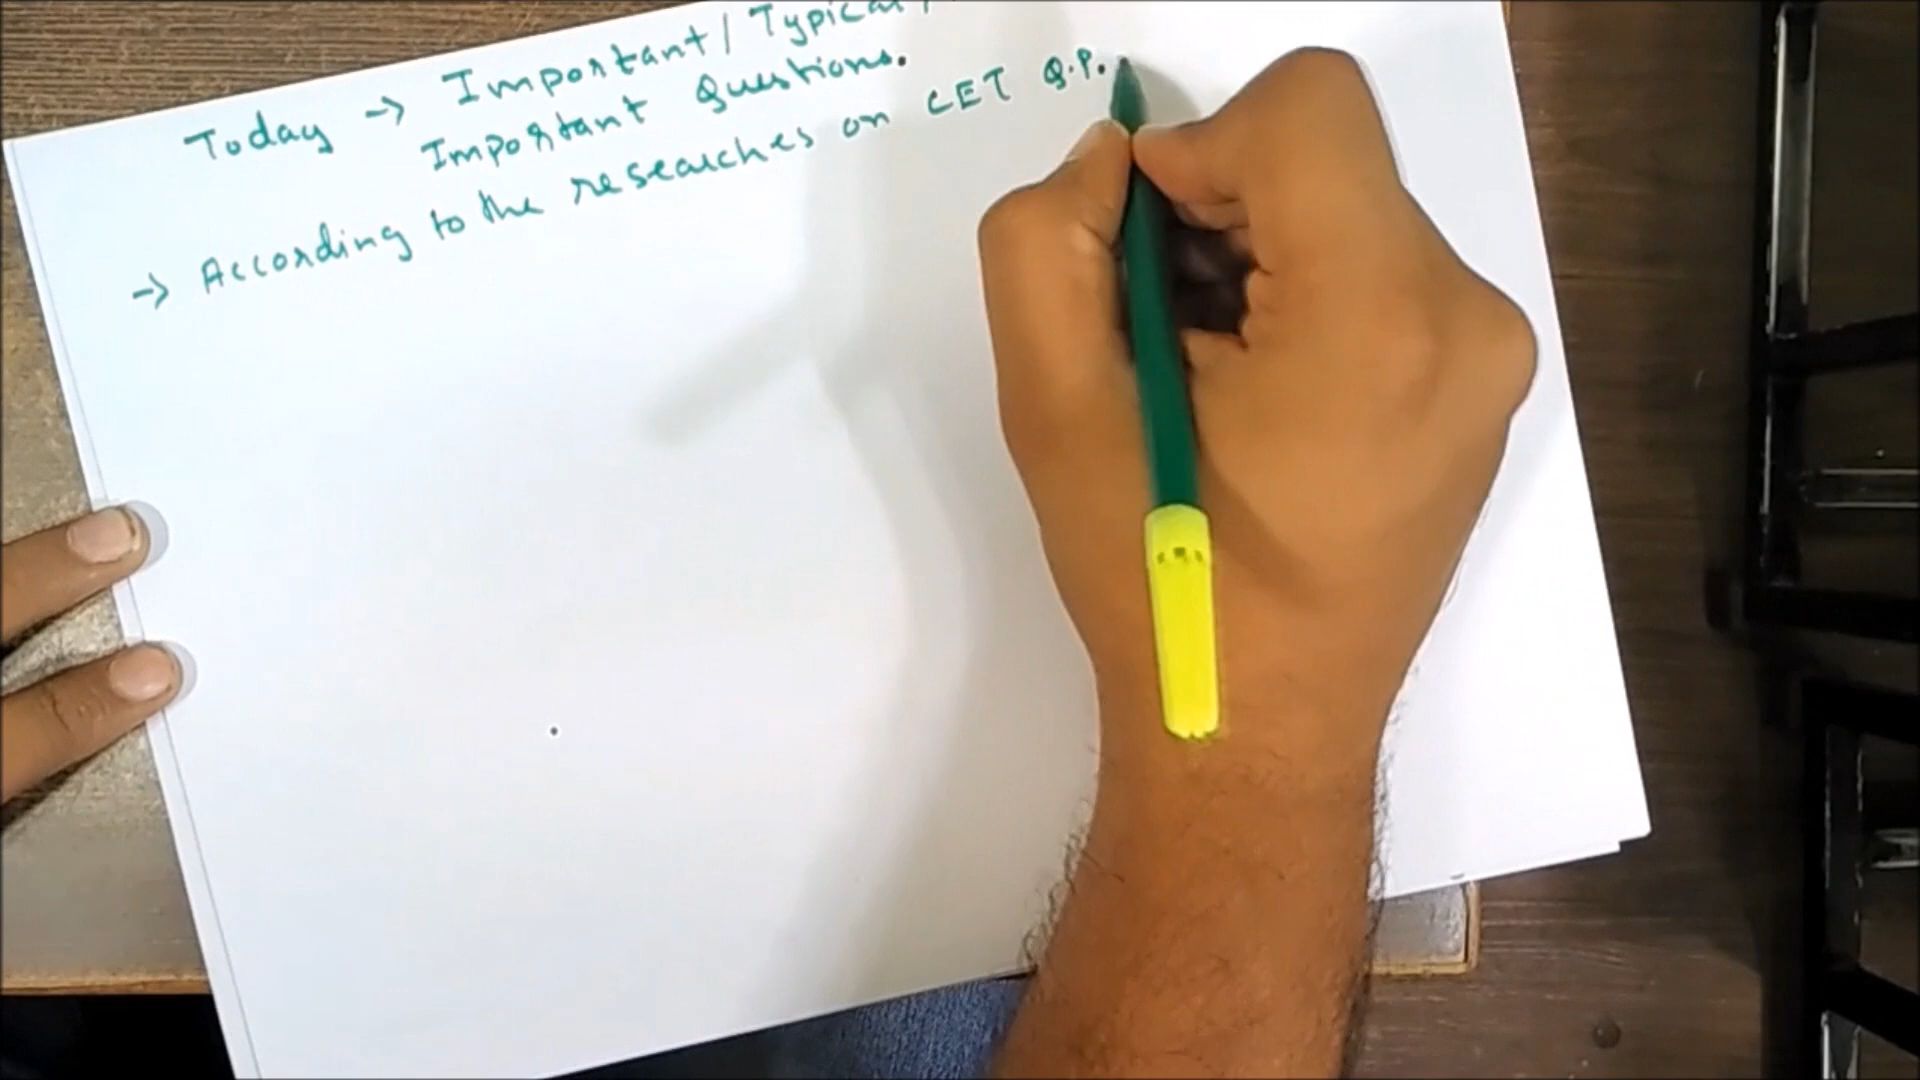 Today → Important / Typical /
Important Questions.
→ According to the researches on CET Q.P.